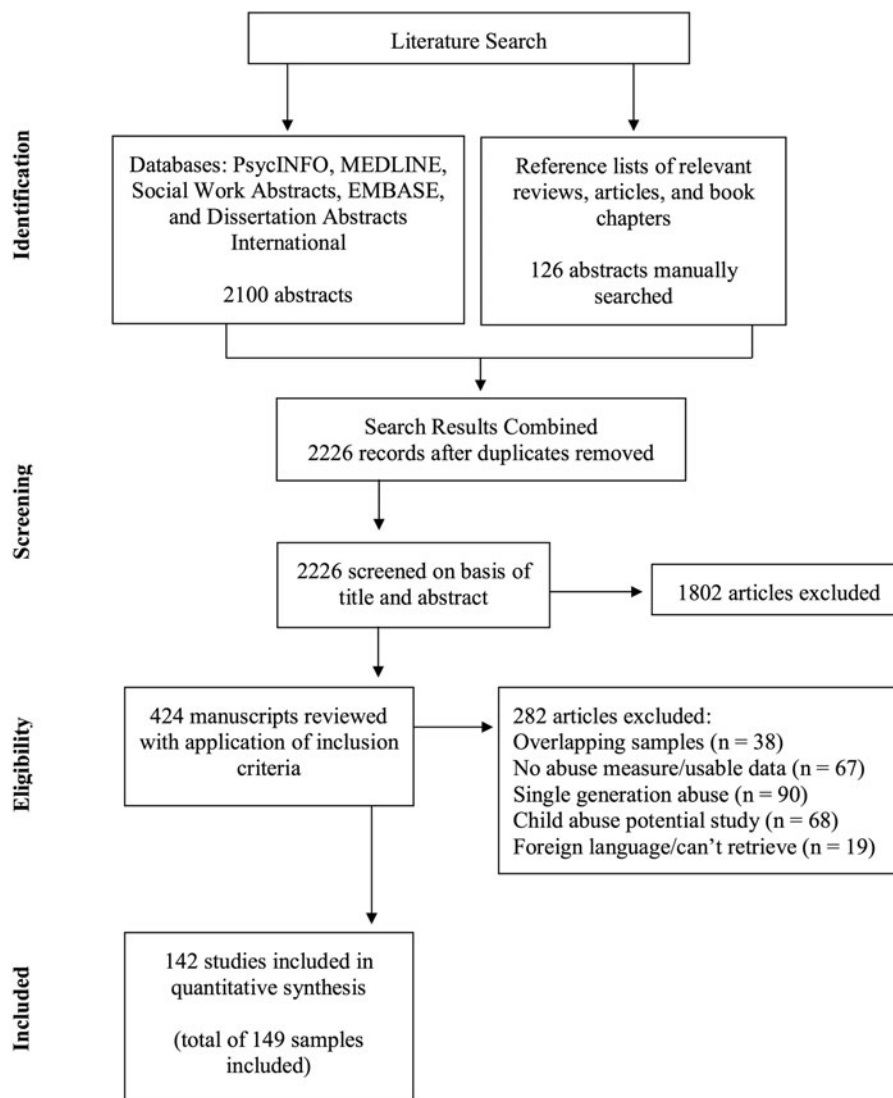 Literature Search
Identification
Databases: PsycINFO, MEDLINE,
Social Work Abstracts, EMBASE,
and Dissertation Abstracts
International
2100 abstracts
Reference lists of relevant
reviews, articles, and book
chapters
126 abstracts manually
searched
Screening
Search Results Combined
2226 records after duplicates removed
2226 screened on basis of
title and abstract
1802 articles excluded
Eligibility
424 manuscripts reviewed
with application of inclusion
criteria
282 articles excluded:
Overlapping samples (n = 38)
No abuse measure/usable data (n = 67)
Single generation abuse (n = 90)
Child abuse potential study (n = 68)
Foreign language/can't retrieve (n = 19)
Included
142 studies included in
quantitative synthesis
(total of 149 samples
included)